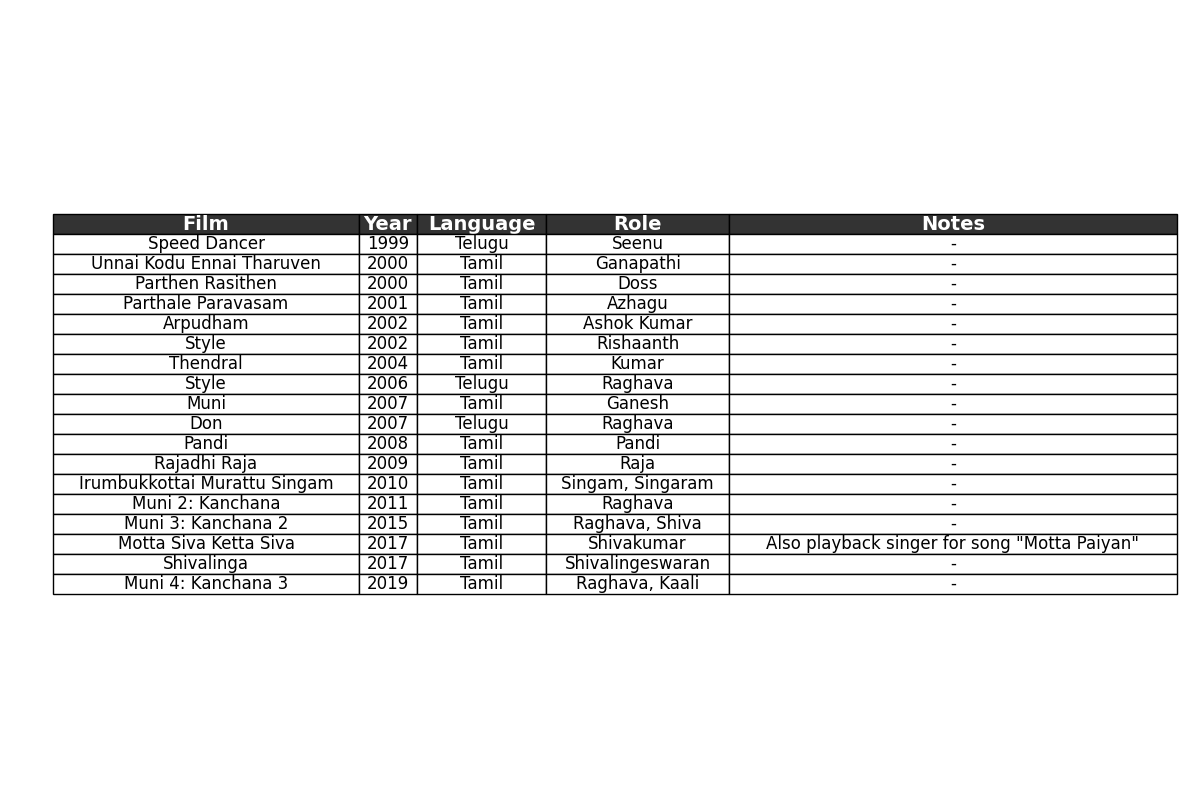 Film Year Language Role Notes
Speed Dancer 1999 Telugu Seenu -
Unnai Kodu Ennai Tharuven 2000 Tamil Ganapathi -
Parthen Rasithen 2000 Tamil Doss -
Parthale Paravasam 2001 Tamil Azhagu -
Arpudham 2002 Tamil Ashok Kumar -
Style 2002 Tamil Rishaanth -
Thendral 2004 Tamil Kumar -
Style 2006 Telugu Raghava -
Muni 2007 Tamil Ganesh -
Don 2007 Telugu Raghava -
Pandi 2008 Tamil Pandi -
Rajadhi Raja 2009 Tamil Raja -
Irumbukkottai Murattu Singam 2010 Tamil Singam, Singaram -
Muni 2: Kanchana 2011 Tamil Raghava -
Muni 3: Kanchana 2 2015 Tamil Raghava, Shiva -
Motta Siva Ketta Siva 2017 Tamil Shivakumar Also playback singer for song "Motta Paiyan"
Shivalinga 2017 Tamil Shivalingeswaran -
Muni 4: Kanchana 3 2019 Tamil Raghava, Kaali -